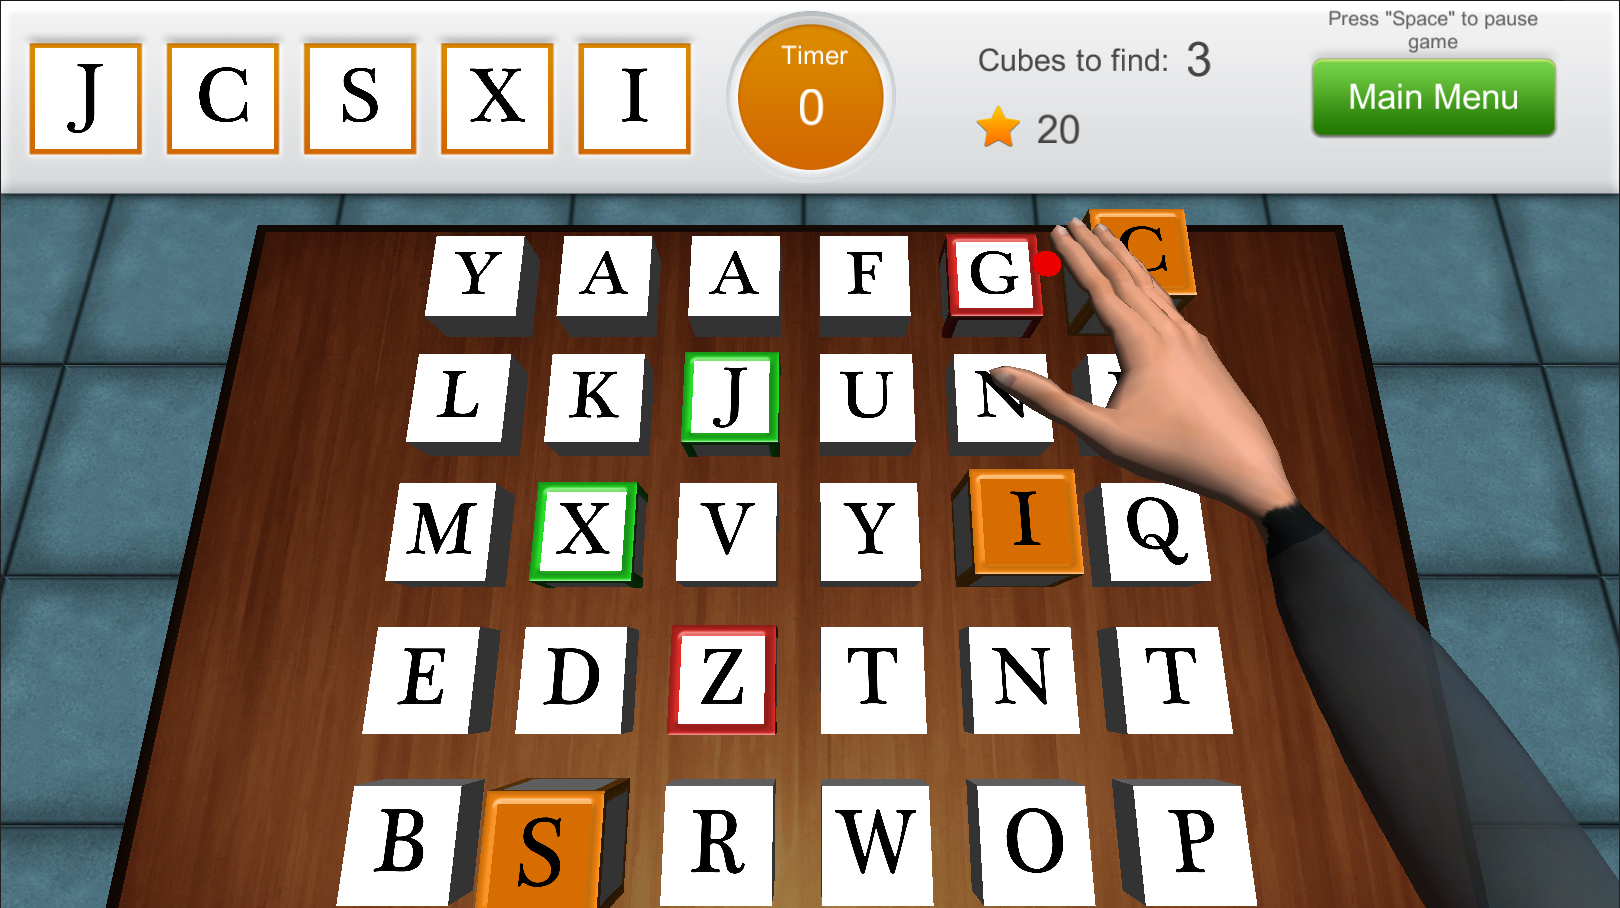 J C S X I
Timer
0
Cubes to find: 3
20
Press "Space" to pause
game
Main Menu
Y A A F G C
L K J U N
M X V Y I Q
E D Z T N T
B S R W O P